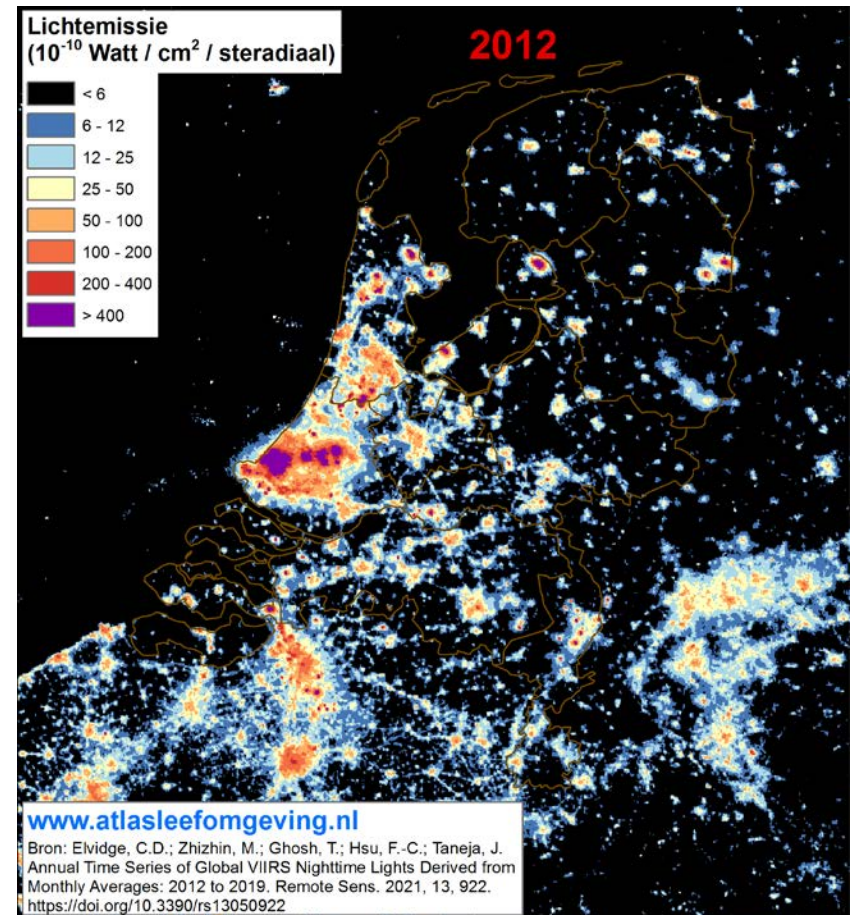 Lichtemissie
(10⁻¹⁰ Watt / cm² / steradiaal)
2012
< 6
6 - 12
12 - 25
25 - 50
50 - 100
100 - 200
200 - 400
> 400
www.atlasleefomgeving.nl
Bron: Elvidge, C.D.; Zhizhin, M.; Ghosh, T.; Hsu, F.-C.; Taneja, J.
Annual Time Series of Global VIIRS Nighttime Lights Derived from
Monthly Averages: 2012 to 2019. Remote Sens. 2021, 13, 922.
https://doi.org/10.3390/rs13050922